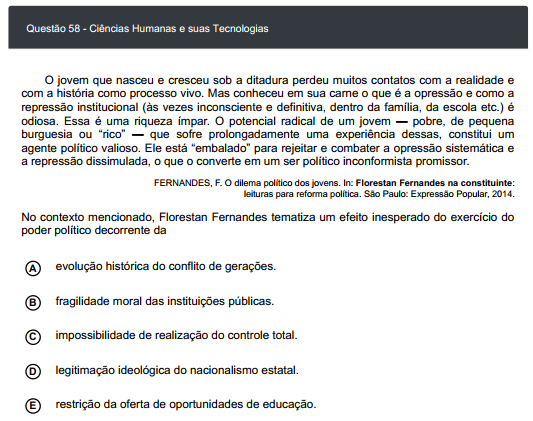 Questão 58 - Ciências Humanas e suas Tecnologias
O jovem que nasceu e cresceu sob a ditadura perdeu muitos contatos com a realidade e
com a história como processo vivo. Mas conheceu em sua carne o que é a opressão e como a
repressão institucional (às vezes inconsciente e definitiva, dentro da família, da escola etc.) é
odiosa. Essa é uma riqueza ímpar. O potencial radical de um jovem — pobre, de pequena
burguesia ou “rico” — que sofre prolongadamente uma experiência dessas, constitui um
agente político valioso. Ele está “embalado” para rejeitar e combater a opressão sistemática e
a repressão dissimulada, o que o converte em um ser político inconformista promissor.
FERNANDES, F. O dilema político dos jovens. In: Florestan Fernandes na constituinte:
leituras para reforma política. São Paulo: Expressão Popular, 2014.
No contexto mencionado, Florestan Fernandes tematiza um efeito inesperado do exercício do
poder político decorrente da
A evolução histórica do conflito de gerações.
B fragilidade moral das instituições públicas.
C impossibilidade de realização do controle total.
D legitimação ideológica do nacionalismo estatal.
E restrição da oferta de oportunidades de educação.